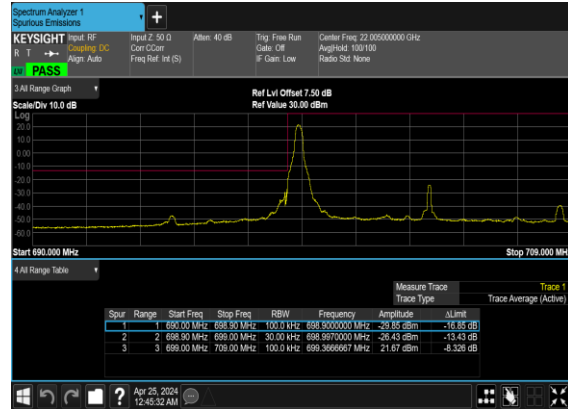 Spectrum Analyzer 1
Spurious Emissions
+
KEYSIGHT Input: RF Input Z: 50 Ω Atten: 40 dB Trig: Free Run Center Freq: 22.005000000 GHz
R T Coupling: DC Corr CCorr Gate: Off Avg|Hold: 100/100
Align: Auto Freq Ref: Int (S) IF Gain: Low Radio Std: None
PASS
3 All Range Graph
Ref Lvl Offset 7.50 dB
Scale/Div 10.0 dB Ref Value 30.00 dBm
Log
20.0
10.0
0.00
-10.0
-20.0
-30.0
-40.0
-50.0
-60.0
Start 690.000 MHz Stop 709.000 MH
4 All Range Table
Measure Trace Trace 1
Trace Type Trace Average (Active)
Spur Range Start Freq Stop Freq RBW Frequency Amplitude ΔLimit
1 1 690.00 MHz 698.90 MHz 100.0 kHz 698.9000000 MHz -29.85 dBm -16.85 dB
2 2 698.90 MHz 699.00 MHz 30.00 kHz 698.9970000 MHz -26.43 dBm -13.43 dB
3 3 699.00 MHz 709.00 MHz 100.0 kHz 699.3666667 MHz 21.67 dBm -8.326 dB
? Apr 25, 2024
12:45:32 AM